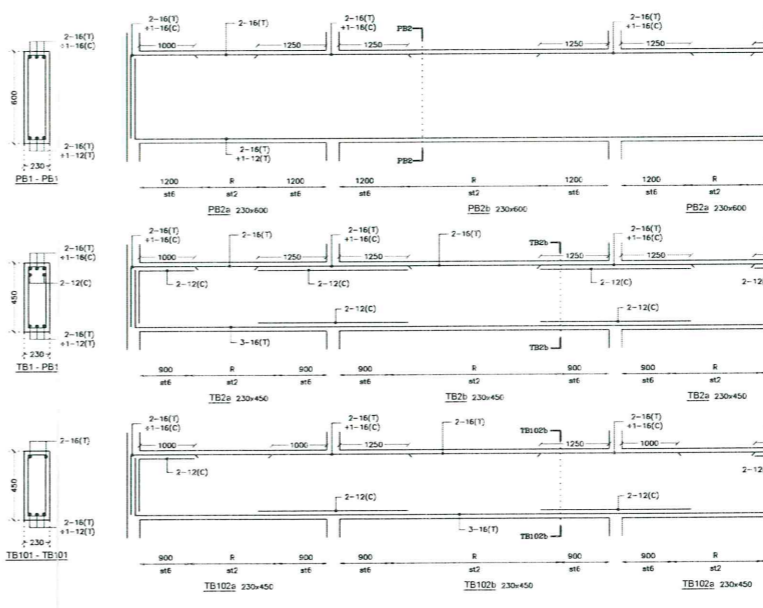 2-16(T)
+1-16(C)
2-16(T)
+1-12(T)
600
230
PB1 - PB1
2-16(T)
+1-16(C)
1000
2-16(T)
1250
2-16(T)
+1-16(C)
1250
PB2
1250
2-16(T)
+1-16(C)
1250
2-16(T)
+1-12(T)
PB2
1200 R 1200 1200 R 1200 1200 R
st6 st2 st6 st6 st2 st6 st6 st2
PB2a 230x600
PB2b 230x600
PB2a 230x600
2-16(T)
+1-16(C)
2-12(C)
2-16(T)
+1-12(T)
450
230
TB1 - PB1
2-16(T)
+1-16(C)
1000
2-16(T)
1250
2-16(T)
+1-16(C)
1250
2-16(T)
TB2b
1250
2-16(T)
+1-16(C)
1250
2-12(C)
2-12(C)
2-12(C)
2-12(C)
2-12(C)
3-16(T)
TB2b
900 R 900 900 R 900 900 R
st6 st2 st6 st6 st2 st6 st6 st2
TB2a 230x450
TB2b 230x450
TB2a 230x450
2-16(T)
2-16(T)
+1-12(T)
450
230
TB101 - TB101
2-16(T)
+1-16(C)
1000
1000
2-16(T)
+1-16(C)
1250
2-16(T)
TB102b
1250
2-16(T)
+1-16(C)
1000
2-12(C)
2-12(C)
2-12(C)
3-16(T)
TB102b
900 R 900 900 R 900 900 R
st6 st2 st6 st6 st2 st6 st6 st2
TB102a 230x450
TB102b 230x450
TB102a 230x450